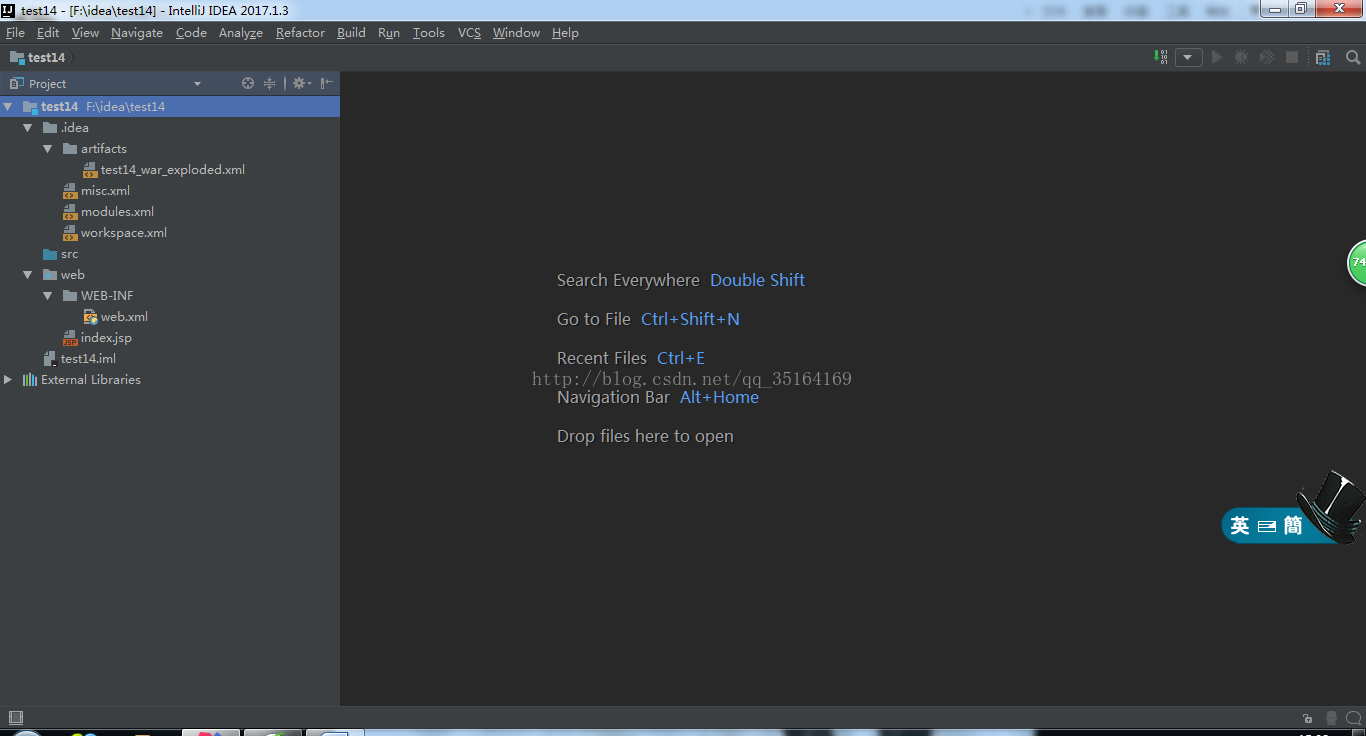 test14 - [F:\idea\test14] - IntelliJ IDEA 2017.1.3
File Edit View Navigate Code Analyze Refactor Build Run Tools VCS Window Help
test14
Project
test14 F:\idea\test14
.idea
artifacts
test14_war_exploded.xml
misc.xml
modules.xml
workspace.xml
src
web
WEB-INF
web.xml
index.jsp
test14.iml
External Libraries
Search Everywhere Double Shift
Go to File Ctrl+Shift+N
Recent Files Ctrl+E
http://blog.csdn.net/qq_35164169
Navigation Bar Alt+Home
Drop files here to open
74
英 簡